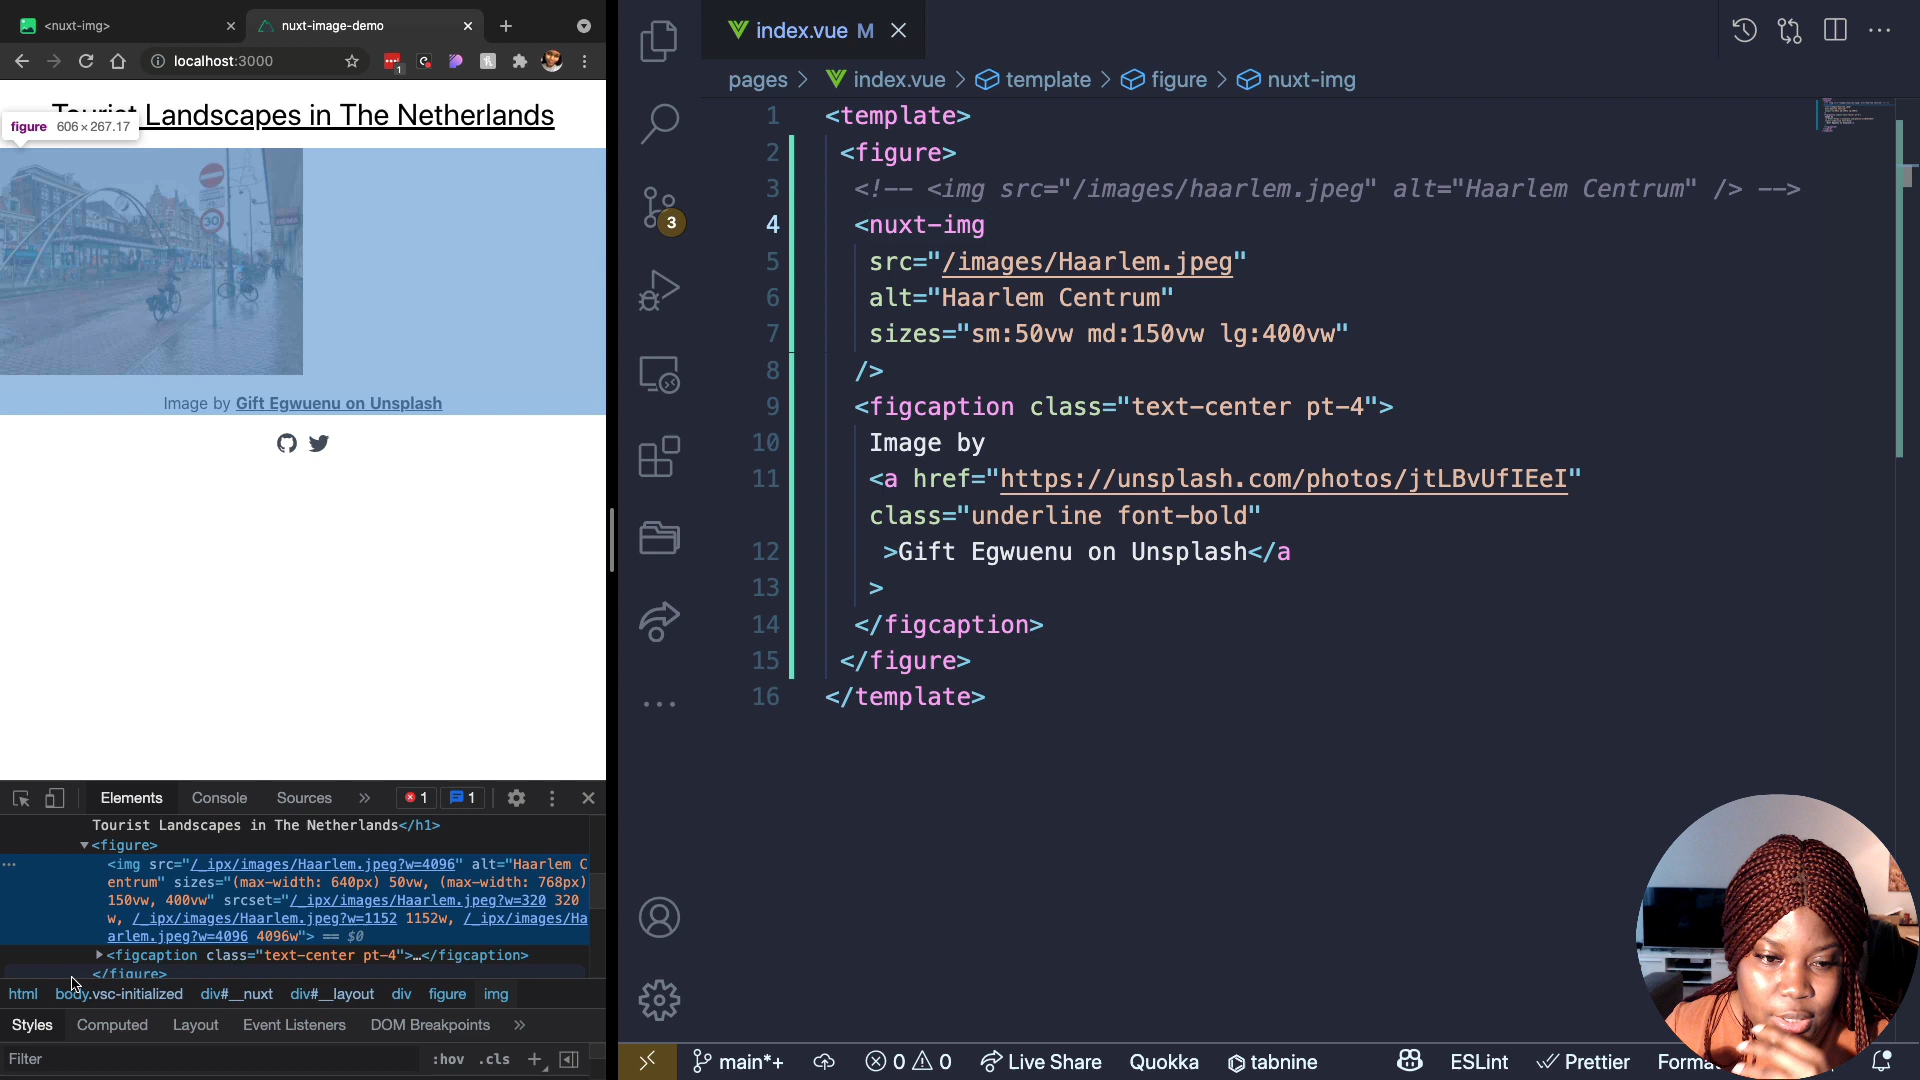 <nuxt-img>
nuxt-image-demo
localhost:3000
1
Tourist Landscapes in The Netherlands
figure 606 × 267.17
30
Image by Gift Egwuenu on Unsplash
Elements Console Sources » 1 1
Tourist Landscapes in The Netherlands</h1>
▼<figure>
… <img src="/_ipx/images/Haarlem.jpeg?w=4096" alt="Haarlem C
entrum" sizes="(max-width: 640px) 50vw, (max-width: 768px)
150vw, 400vw" srcset="/_ipx/images/Haarlem.jpeg?w=320 320
w, /_ipx/images/Haarlem.jpeg?w=1152 1152w, /_ipx/images/Ha
arlem.jpeg?w=4096 4096w"> == $0
▶<figcaption class="text-center pt-4">…</figcaption>
</figure>
html body.vsc-initialized div#__nuxt div#__layout div figure img
Styles Computed Layout Event Listeners DOM Breakpoints »
Filter :hov .cls +
3
index.vue M
pages > index.vue > template > figure > nuxt-img
1 <template>
2 <figure>
3 <!-- <img src="/images/haarlem.jpeg" alt="Haarlem Centrum" /> -->
4 <nuxt-img
5 src="/images/Haarlem.jpeg"
6 alt="Haarlem Centrum"
7 sizes="sm:50vw md:150vw lg:400vw"
8 />
9 <figcaption class="text-center pt-4">
10 Image by
11 <a href="https://unsplash.com/photos/jtLBvUfIEeI"
class="underline font-bold"
12 >Gift Egwuenu on Unsplash</a
13 >
14 </figcaption>
15 </figure>
16 </template>
main*+ 0 0 Live Share Quokka tabnine ESLint Prettier